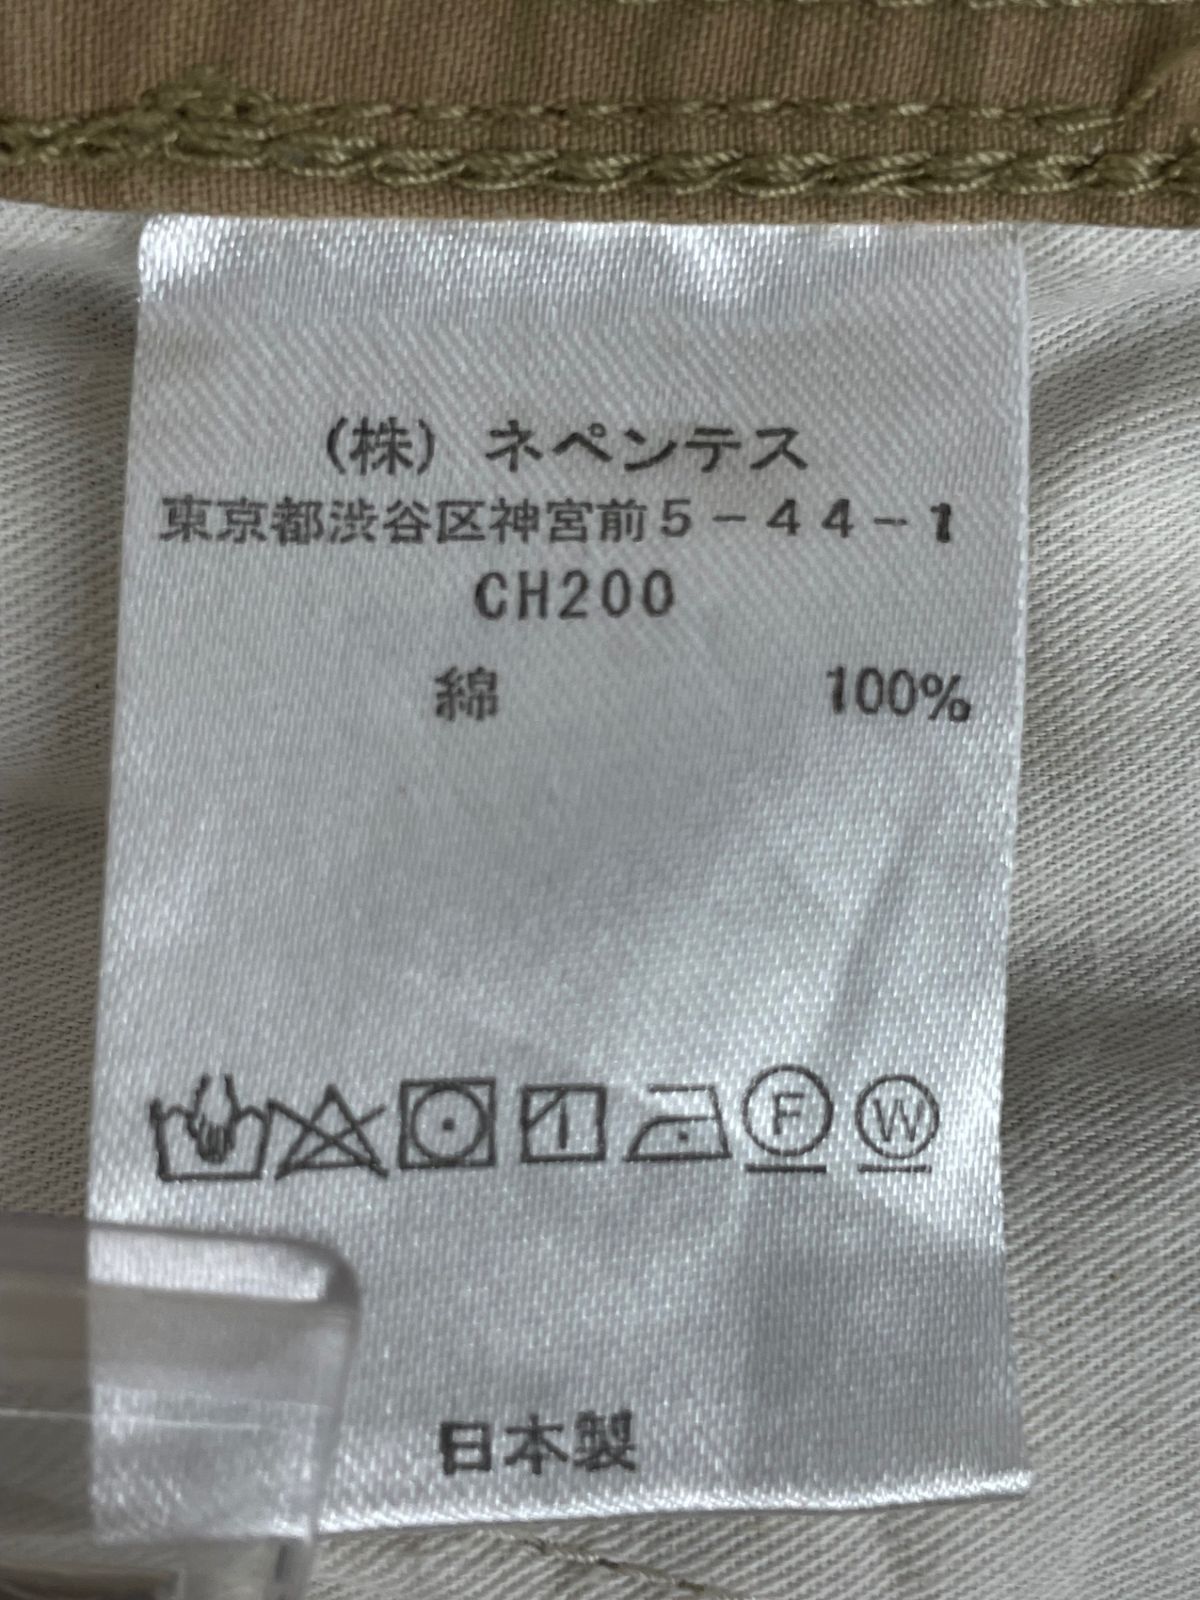 (株) ネペンテス
東京都渋谷区神宮前5-44-1
CH200
綿 100%
F W
日本製